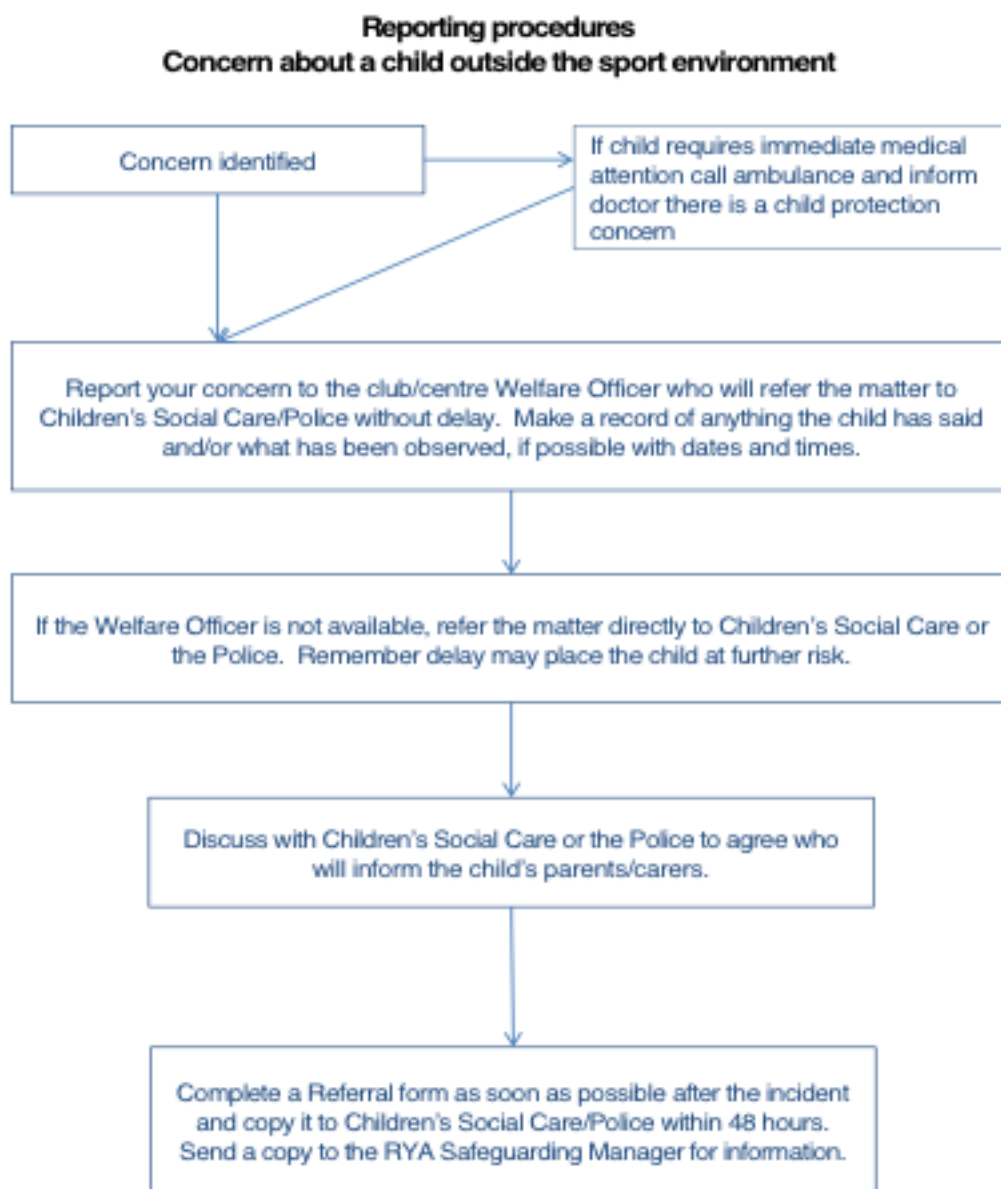 Reporting procedures
Concern about a child outside the sport environment
Concern identified
If child requires immediate medical
attention call ambulance and inform
doctor there is a child protection
concern
Report your concern to the club/centre Welfare Officer who will refer the matter to
Children's Social Care/Police without delay.  Make a record of anything the child has said
and/or what has been observed, if possible with dates and times.
If the Welfare Officer is not available, refer the matter directly to Children's Social Care or
the Police.  Remember delay may place the child at further risk.
Discuss with Children's Social Care or the Police to agree who
will inform the child's parents/carers.
Complete a Referral form as soon as possible after the incident
and copy it to Children's Social Care/Police within 48 hours.
Send a copy to the RYA Safeguarding Manager for information.